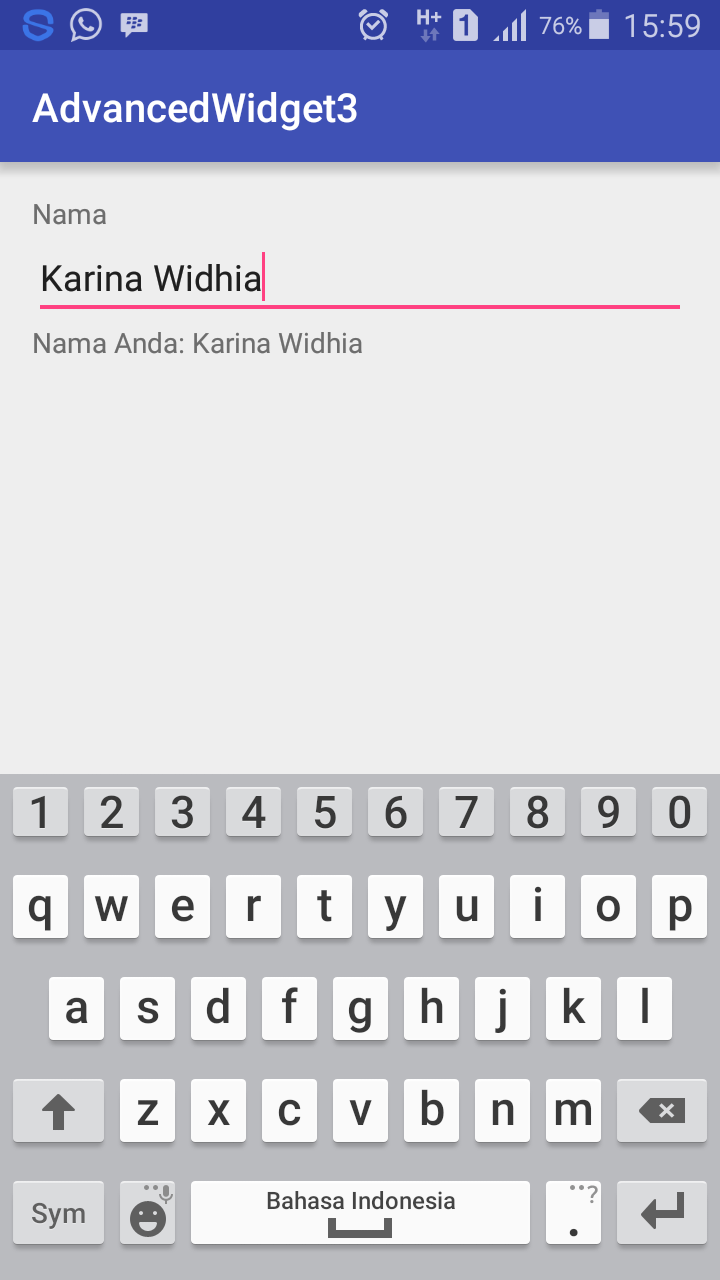 H+ 1 76% 15:59
AdvancedWidget3
Nama
Karina Widhia
Nama Anda: Karina Widhia
1 2 3 4 5 6 7 8 9 0
q w e r t y u i o p
a s d f g h j k l
z x c v b n m
Sym Bahasa Indonesia . ?